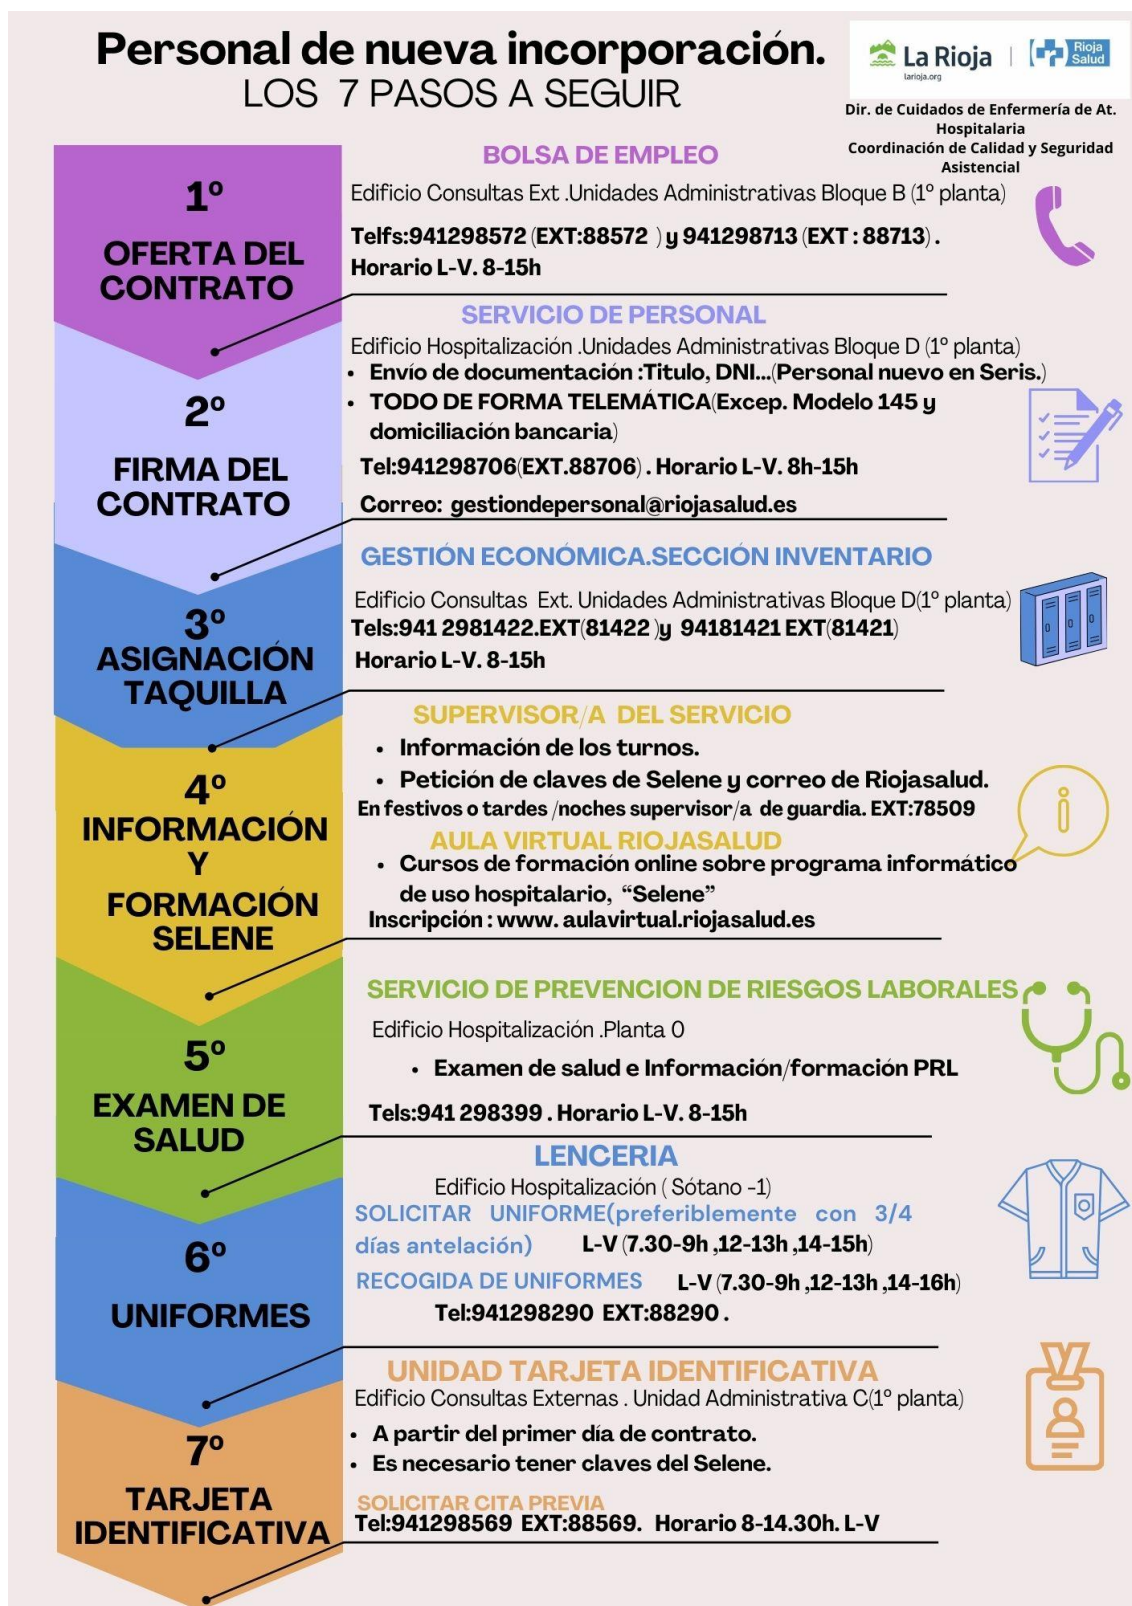 Personal de nueva incorporación.
LOS 7 PASOS A SEGUIR
La Rioja
larioja.org
Rioja
Salud
Dir. de Cuidados de Enfermería de At.
Hospitalaria
Coordinación de Calidad y Seguridad
Asistencial
1º
OFERTA DEL
CONTRATO
BOLSA DE EMPLEO
Edificio Consultas Ext .Unidades Administrativas Bloque B (1º planta)
Telfs:941298572 (EXT:88572 ) y 941298713 (EXT : 88713) .
Horario L-V. 8-15h
2º
FIRMA DEL
CONTRATO
SERVICIO DE PERSONAL
Edificio Hospitalización .Unidades Administrativas Bloque D (1º planta)
• Envío de documentación :Titulo, DNI...(Personal nuevo en Seris.)
• TODO DE FORMA TELEMÁTICA(Excep. Modelo 145 y
domiciliación bancaria)
Tel:941298706(EXT.88706) . Horario L-V. 8h-15h
Correo: gestiondepersonal@riojasalud.es
3º
ASIGNACIÓN
TAQUILLA
GESTIÓN ECONÓMICA.SECCIÓN INVENTARIO
Edificio Consultas Ext. Unidades Administrativas Bloque D(1º planta)
Tels:941 2981422.EXT(81422 )y 94181421 EXT(81421)
Horario L-V. 8-15h
4º
INFORMACIÓN
Y
FORMACIÓN
SELENE
SUPERVISOR/A DEL SERVICIO
• Información de los turnos.
• Petición de claves de Selene y correo de Riojasalud.
En festivos o tardes /noches supervisor/a de guardia. EXT:78509
AULA VIRTUAL RIOJASALUD
• Cursos de formación online sobre programa informático
de uso hospitalario, “Selene”
Inscripción : www. aulavirtual.riojasalud.es
5º
EXAMEN DE
SALUD
SERVICIO DE PREVENCION DE RIESGOS LABORALES
Edificio Hospitalización .Planta 0
• Examen de salud e Información/formación PRL
Tels:941 298399 . Horario L-V. 8-15h
6º
UNIFORMES
LENCERIA
Edificio Hospitalización ( Sótano -1)
SOLICITAR UNIFORME(preferiblemente con 3/4
días antelación) L-V (7.30-9h ,12-13h ,14-15h)
RECOGIDA DE UNIFORMES L-V (7.30-9h ,12-13h ,14-16h)
Tel:941298290 EXT:88290 .
7º
TARJETA
IDENTIFICATIVA
UNIDAD TARJETA IDENTIFICATIVA
Edificio Consultas Externas . Unidad Administrativa C(1º planta)
• A partir del primer día de contrato.
• Es necesario tener claves del Selene.
SOLICITAR CITA PREVIA
Tel:941298569 EXT:88569. Horario 8-14.30h. L-V